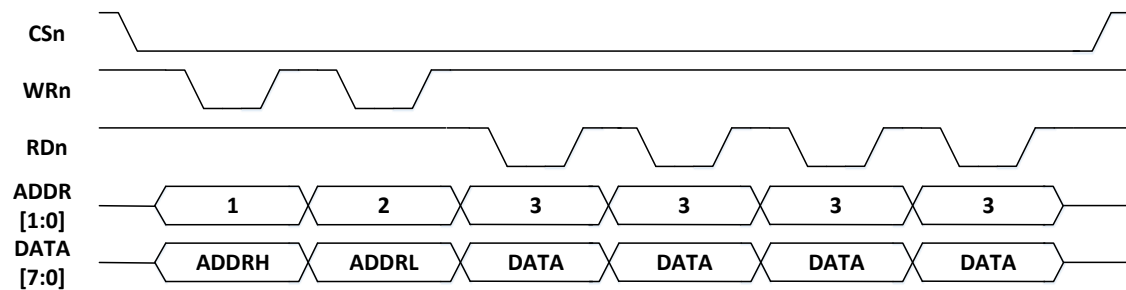 CSn
WRn
RDn
ADDR
[1:0]
1 2 3 3 3 3
DATA
[7:0]
ADDRH ADDRL DATA DATA DATA DATA